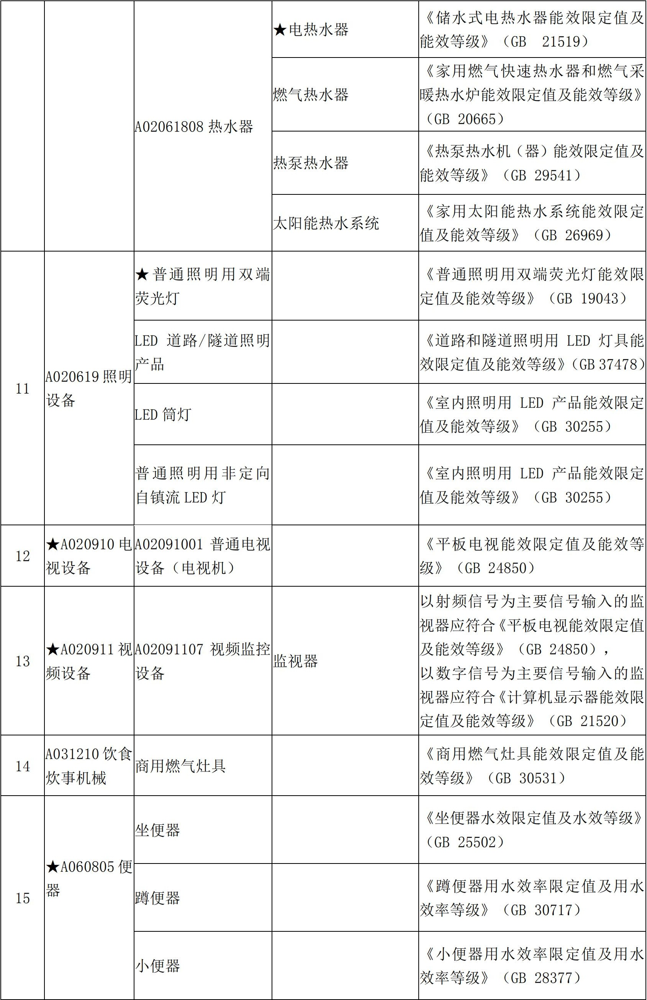 ★电热水器
《储水式电热水器能效限定值及
能效等级》（GB  21519）
A02061808 热水器
燃气热水器
《家用燃气快速热水器和燃气采
暖热水炉能效限定值及能效等级》
（GB 20665）
热泵热水器
《热泵热水机（器）能效限定值及
能效等级》（GB 29541）
太阳能热水系统
《家用太阳能热水系统能效限定
值及能效等级》（GB 26969）
11
A020619 照明
设备
★普通照明用双端
荧光灯
《普通照明用双端荧光灯能效限
定值及能效等级》（GB 19043）
LED 道路/隧道照明
产品
《道路和隧道照明用 LED 灯具能
效限定值及能效等级》（GB 37478）
LED 筒灯
《室内照明用 LED 产品能效限定
值及能效等级》（GB 30255）
普通照明用非定向
自镇流 LED 灯
《室内照明用 LED 产品能效限定
值及能效等级》（GB 30255）
12
★A020910 电
视设备
A02091001 普通电视
设备（电视机）
《平板电视能效限定值及能效等
级》（GB 24850）
13
★A020911 视
频设备
A02091107 视频监控
设备
监视器
以射频信号为主要信号输入的监
视器应符合《平板电视能效限定值
及能效等级》（GB 24850），
以数字信号为主要信号输入的监
视器应符合《计算机显示器能效限
定值及能效等级》（GB 21520）
14
A031210 饮食
炊事机械
商用燃气灶具
《商用燃气灶具能效限定值及能
效等级》（GB 30531）
15
★A060805 便
器
坐便器
《坐便器水效限定值及水效等级》
（GB 25502）
蹲便器
《蹲便器用水效率限定值及用水
效率等级》（GB 30717）
小便器
《小便器用水效率限定值及用水
效率等级》（GB 28377）